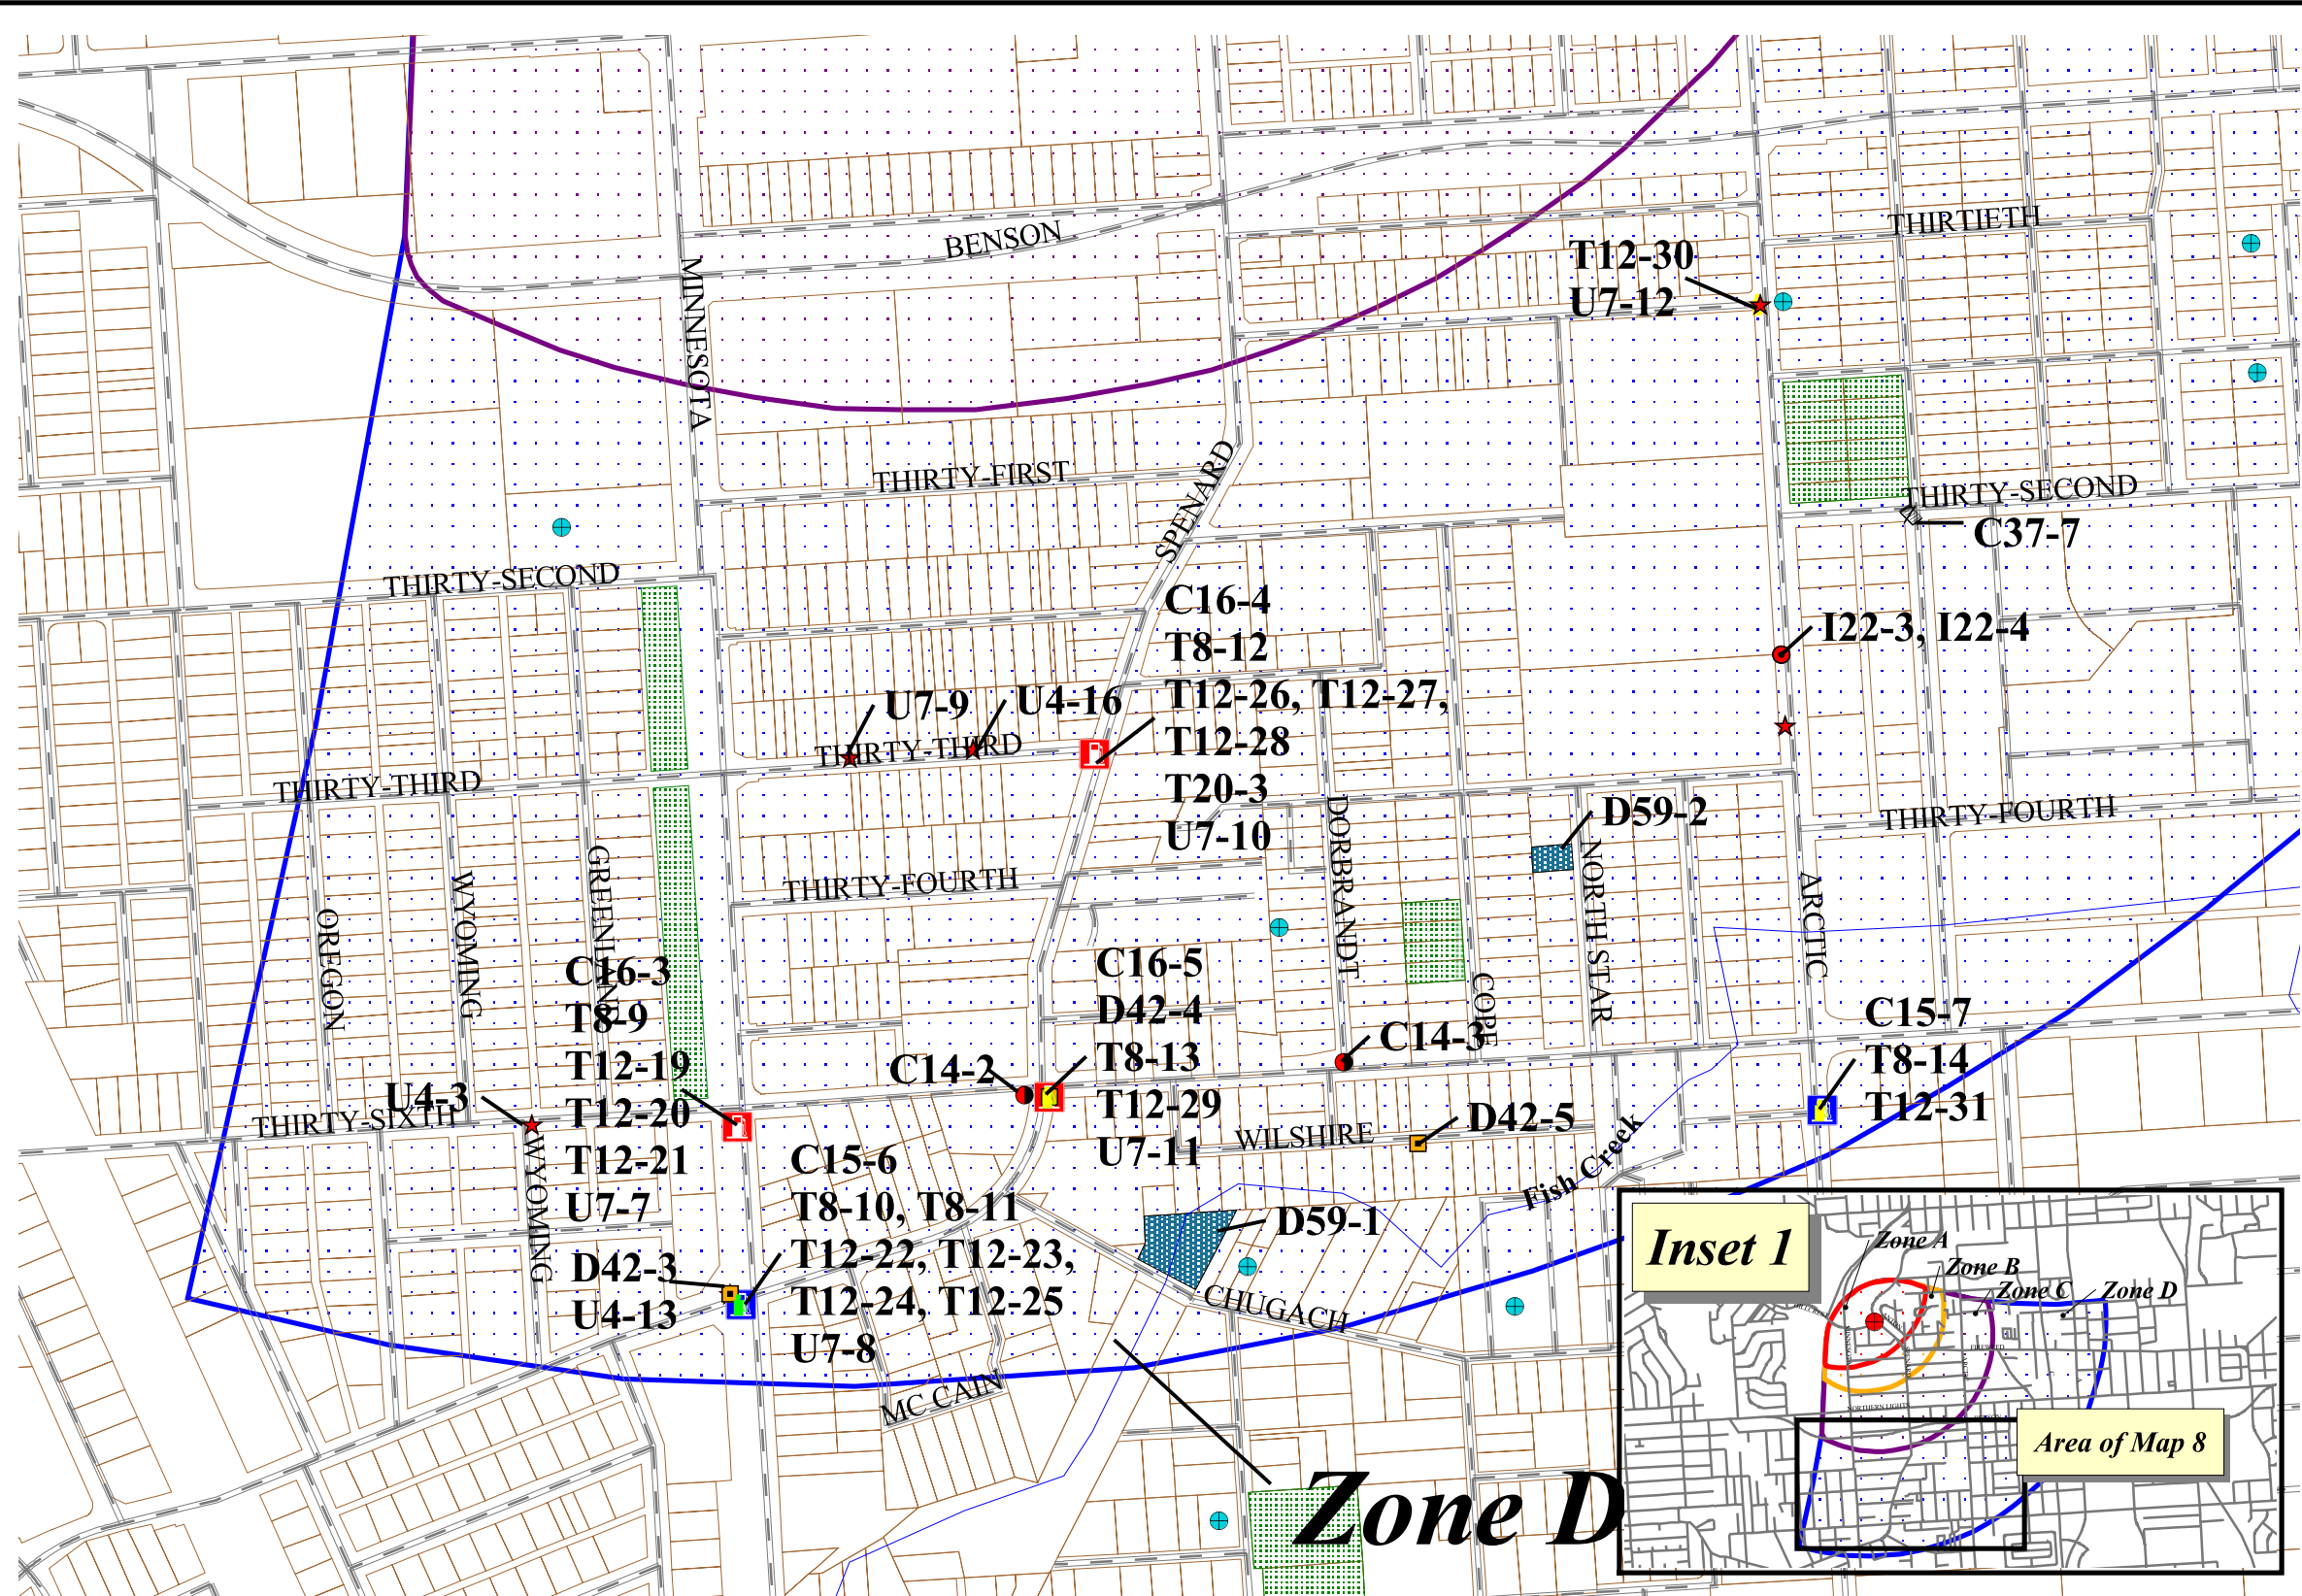 BENSON
THIRTIETH
T12-30
U7-12
MINNESOTA
THIRTY-FIRST
SPENARD
THIRTY-SECOND
C37-7
THIRTY-SECOND
C16-4
T8-12
T12-26, T12-27,
T12-28
T20-3
U7-10
I22-3, I22-4
U7-9
U4-16
THIRTY-THIRD
THIRTY-THIRD
D59-2
THIRTY-FOURTH
DORBRANDT
NORTH STAR
GREENLAND
WYOMING
OREGON
THIRTY-FOURTH
ARCTIC
COPE
C16-3
T8-9
T12-19
T12-20
T12-21
U7-7
C16-5
D42-4
T8-13
T12-29
U7-11
C14-2
C14-3
C15-7
T8-14
T12-31
U4-3
THIRTY-SIXTH
WYOMING
WILSHIRE
D42-5
Fish Creek
C15-6
T8-10, T8-11
T12-22, T12-23,
T12-24, T12-25
U7-8
D42-3
U4-13
D59-1
CHUGACH
MC CAIN
Zone D
Inset 1
Zone A
Zone B
Zone C
Zone D
NORTHERN LIGHTS
Area of Map 8